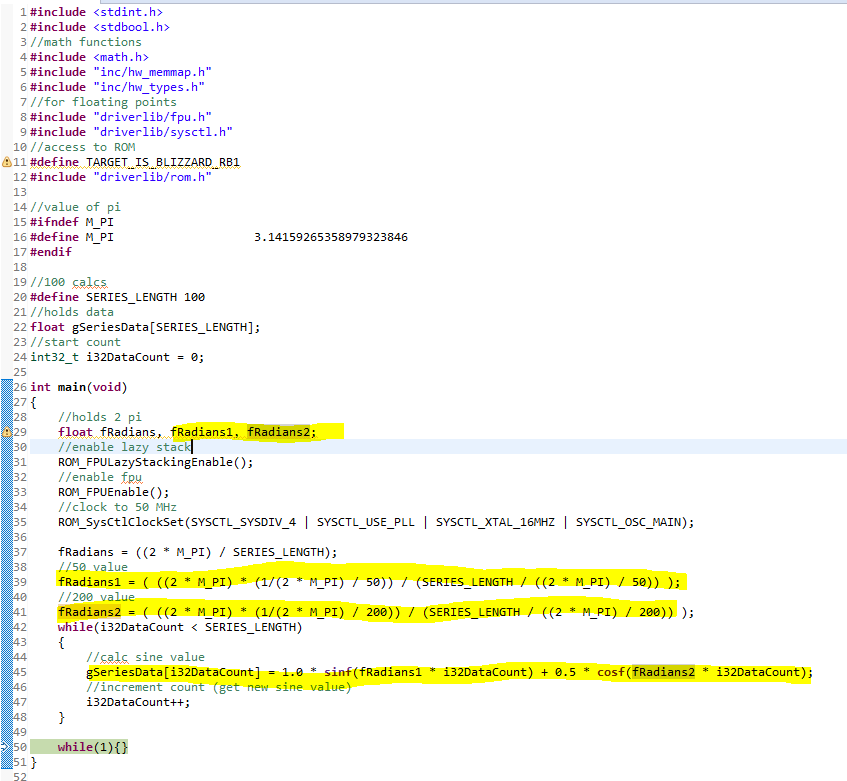 1 #include <stdint.h>
2 #include <stdbool.h>
3 //math functions
4 #include <math.h>
5 #include "inc/hw_memmap.h"
6 #include "inc/hw_types.h"
7 //for floating points
8 #include "driverlib/fpu.h"
9 #include "driverlib/sysctl.h"
10 //access to ROM
11 #define TARGET_IS_BLIZZARD_RB1
12 #include "driverlib/rom.h"
13
14 //value of pi
15 #ifndef M_PI
16 #define M_PI                    3.14159265358979323846
17 #endif
18
19 //100 calcs
20 #define SERIES_LENGTH 100
21 //holds data
22 float gSeriesData[SERIES_LENGTH];
23 //start count
24 int32_t i32DataCount = 0;
25
26 int main(void)
27 {
28     //holds 2 pi
29     float fRadians, fRadians1, fRadians2;
30     //enable lazy stack
31     ROM_FPULazyStackingEnable();
32     //enable fpu
33     ROM_FPUEnable();
34     //clock to 50 MHz
35     ROM_SysCtlClockSet(SYSCTL_SYSDIV_4 | SYSCTL_USE_PLL | SYSCTL_XTAL_16MHZ | SYSCTL_OSC_MAIN);
36
37     fRadians = ((2 * M_PI) / SERIES_LENGTH);
38     //50 value
39     fRadians1 = ( ((2 * M_PI) * (1/(2 * M_PI) / 50)) / (SERIES_LENGTH / ((2 * M_PI) / 50)) );
40     //200 value
41     fRadians2 = ( ((2 * M_PI) * (1/(2 * M_PI) / 200)) / (SERIES_LENGTH / ((2 * M_PI) / 200)) );
42     while(i32DataCount < SERIES_LENGTH)
43     {
44         //calc sine value
45         gSeriesData[i32DataCount] = 1.0 * sinf(fRadians1 * i32DataCount) + 0.5 * cosf(fRadians2 * i32DataCount);
46         //increment count (get new sine value)
47         i32DataCount++;
48     }
49
50     while(1){}
51 }
52